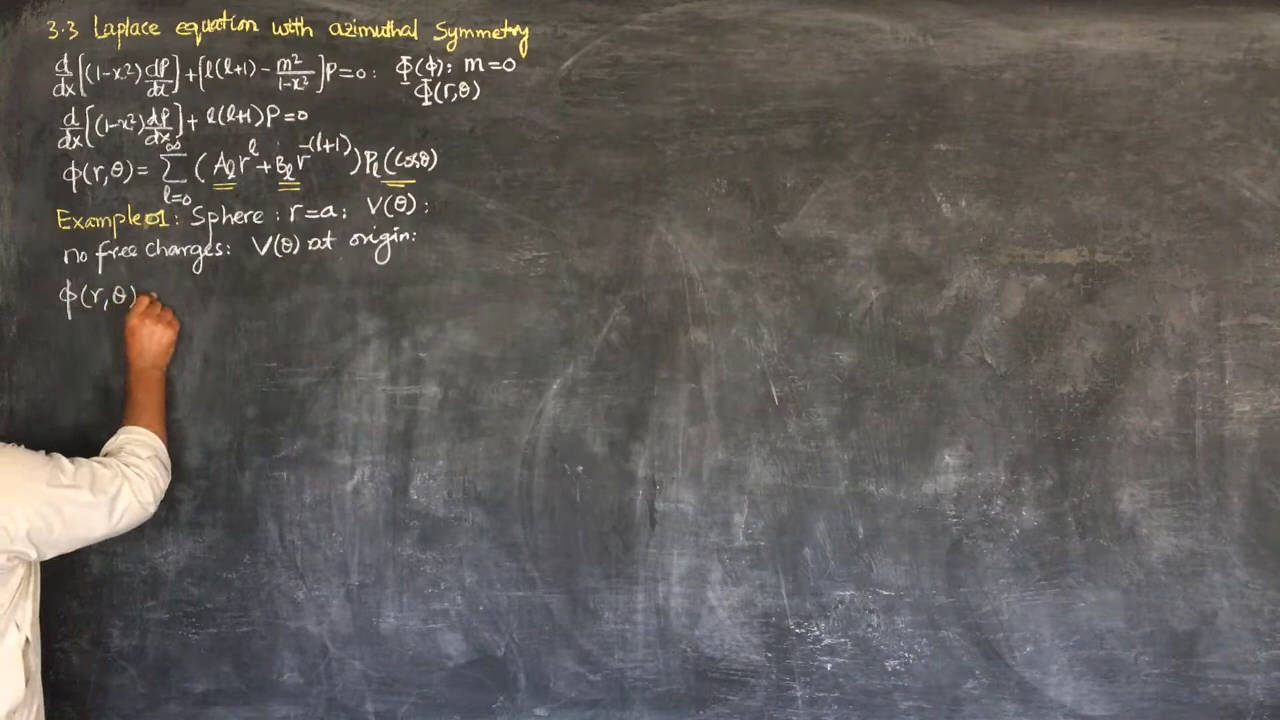 3.3 Laplace equation with azimuthal Symmetry
d/dx[(1-x²)dP/dx]+[l(l+1)-m²/1-x²]P=0: Φ(φ); m=0
Φ(r,θ)
d/dx[(1-x²)dP/dx]+l(l+1)P=0
ϕ(r,θ)=∑_{l=0}^{∞}(A_l r^l+B_l r^{-(l+1)})P_l(Cosθ)
Example 01: Sphere: r=a: V(θ):
no free charges: V(θ) at origin:
ϕ(r,θ)